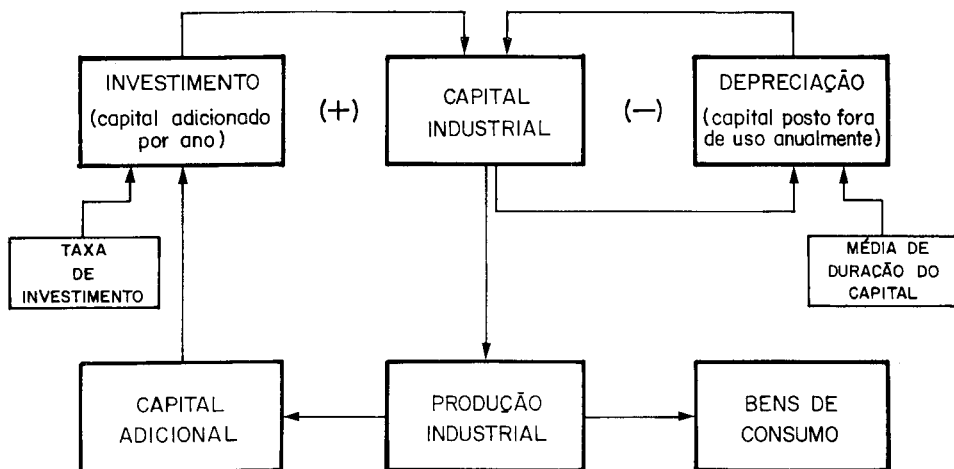 INVESTIMENTO
(capital adicionado
por ano)
(+)
CAPITAL
INDUSTRIAL
(—)
DEPRECIAÇÃO
(capital posto fora
de uso anualmente)
TAXA
DE
INVESTIMENTO
MÉDIA DE
DURAÇÃO DO
CAPITAL
CAPITAL
ADICIONAL
PRODUÇÃO
INDUSTRIAL
BENS DE
CONSUMO